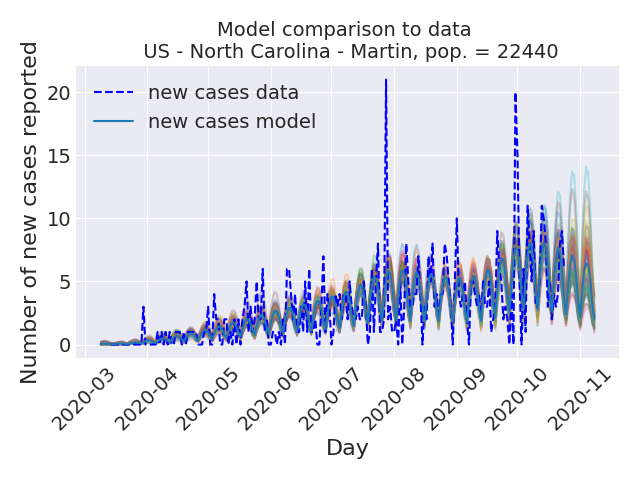 Model comparison to data
US - North Carolina - Martin, pop. = 22440
Number of new cases reported
20
15
10
5
0
new cases data
new cases model
2020-03
2020-04
2020-05
2020-06
2020-07
2020-08
2020-09
2020-10
2020-11
Day